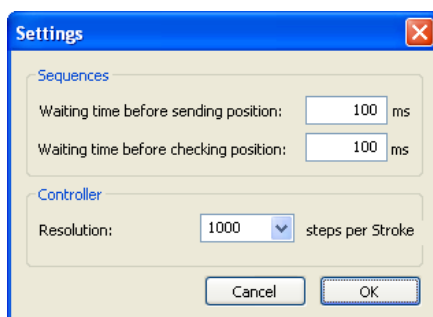 Settings
Sequences
Waiting time before sending position: 100 ms
Waiting time before checking position: 100 ms
Controller
Resolution: 1000 steps per Stroke
Cancel OK